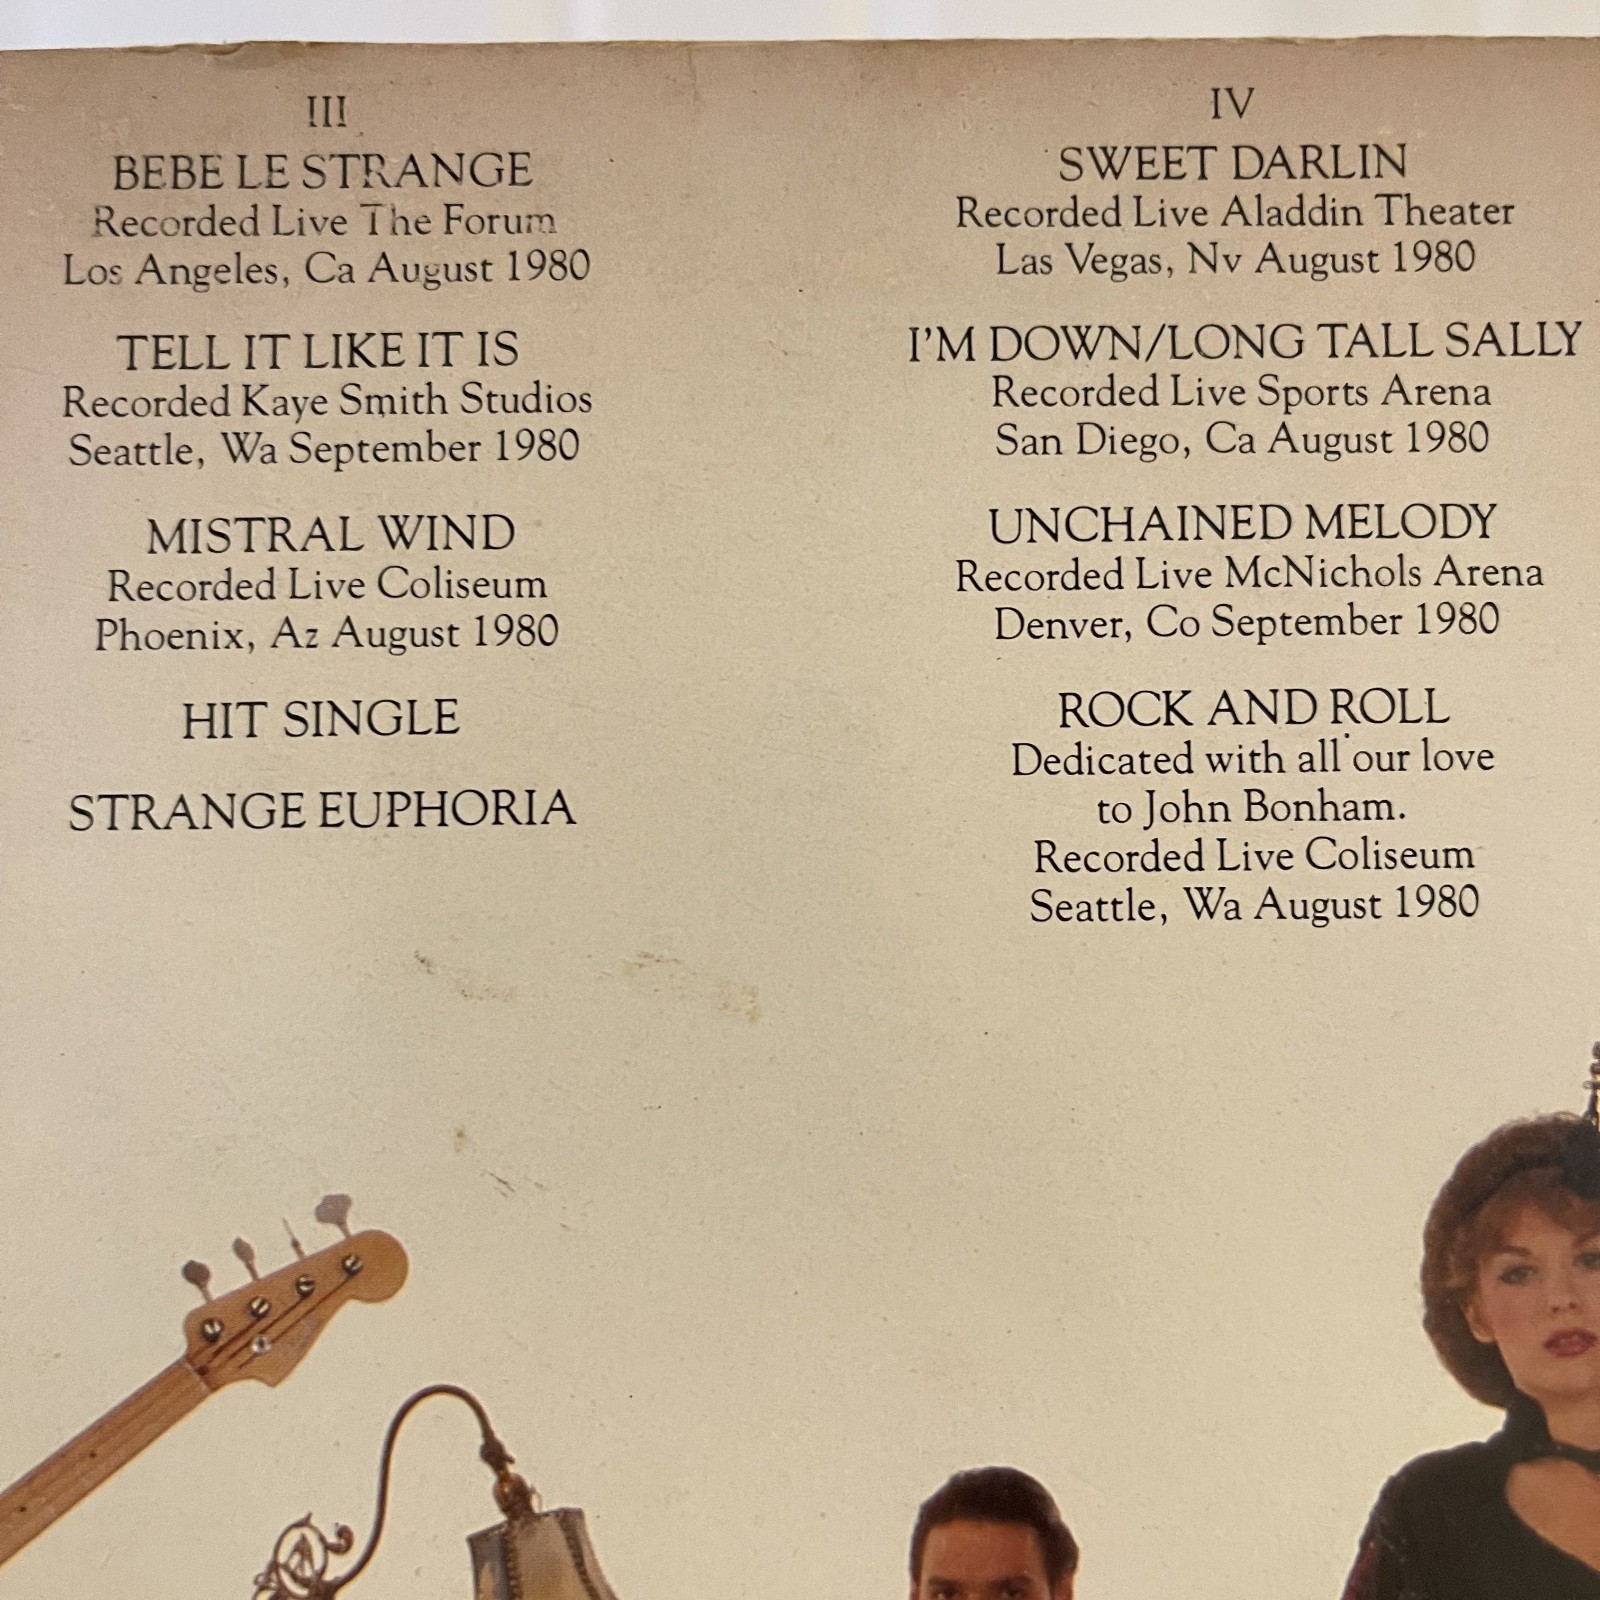 III
BEBE LE STRANGE
Recorded Live The Forum
Los Angeles, Ca August 1980
TELL IT LIKE IT IS
Recorded Kaye Smith Studios
Seattle, Wa September 1980
MISTRAL WIND
Recorded Live Coliseum
Phoenix, Az August 1980
HIT SINGLE
STRANGE EUPHORIA
IV
SWEET DARLIN
Recorded Live Aladdin Theater
Las Vegas, Nv August 1980
I'M DOWN/LONG TALL SALLY
Recorded Live Sports Arena
San Diego, Ca August 1980
UNCHAINED MELODY
Recorded Live McNichols Arena
Denver, Co September 1980
ROCK AND ROLL
Dedicated with all our love
to John Bonham.
Recorded Live Coliseum
Seattle, Wa August 1980